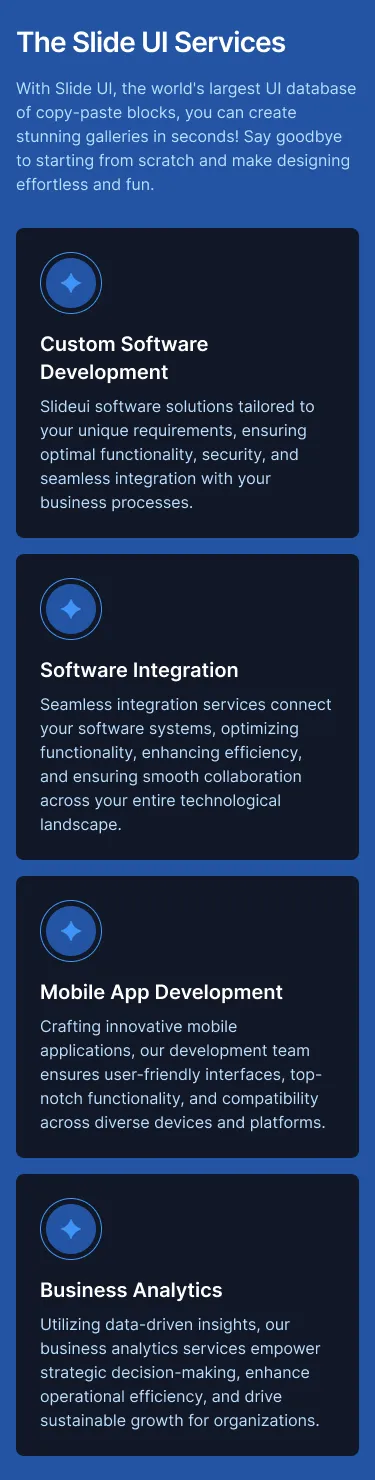 The Slide UI Services
With Slide UI, the world's largest UI database
of copy-paste blocks, you can create
stunning galleries in seconds! Say goodbye
to starting from scratch and make designing
effortless and fun.
Custom Software
Development
Slideui software solutions tailored to
your unique requirements, ensuring
optimal functionality, security, and
seamless integration with your
business processes.
Software Integration
Seamless integration services connect
your software systems, optimizing
functionality, enhancing efficiency,
and ensuring smooth collaboration
across your entire technological
landscape.
Mobile App Development
Crafting innovative mobile
applications, our development team
ensures user-friendly interfaces, top-
notch functionality, and compatibility
across diverse devices and platforms.
Business Analytics
Utilizing data-driven insights, our
business analytics services empower
strategic decision-making, enhance
operational efficiency, and drive
sustainable growth for organizations.